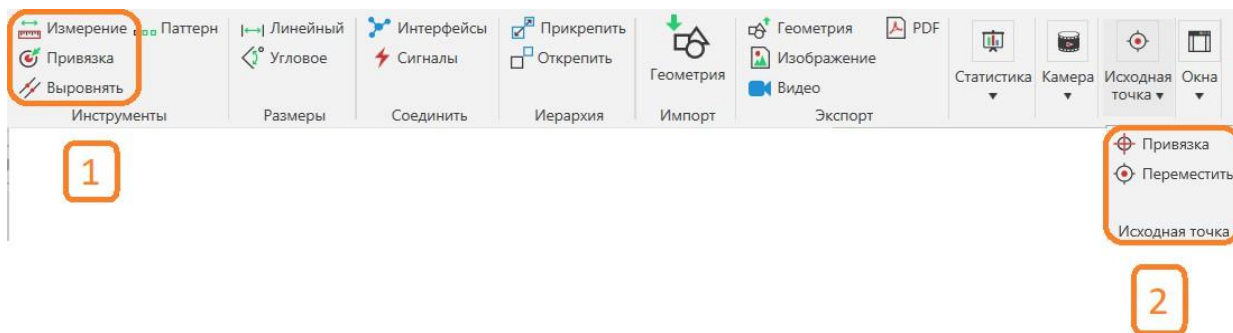 Измерение Паттерн Линейный Интерфейсы Прикрепить Геометрия PDF
Привязка Угловое Сигналы Открепить Изображение
Выровнять Геометрия Видео Статистика Камера Исходная точка Окна
Инструменты Размеры Соединить Иерархия Импорт Экспорт
Привязка
Переместить
Исходная точка
1
2